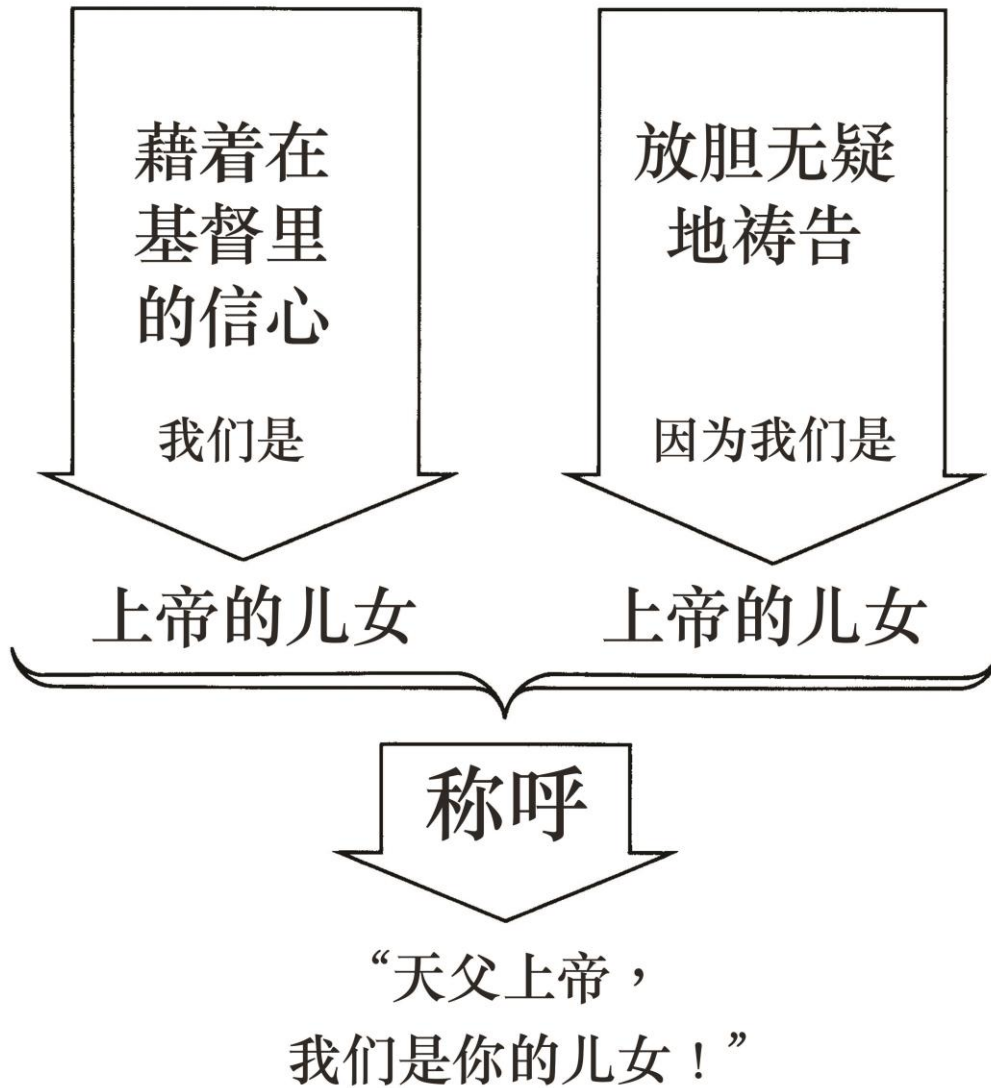 藉着在
基督里
的信心
我们是
上帝的儿女
放胆无疑
地祷告
因为我们是
上帝的儿女
称呼
“天父上帝，
我们是你的儿女！”